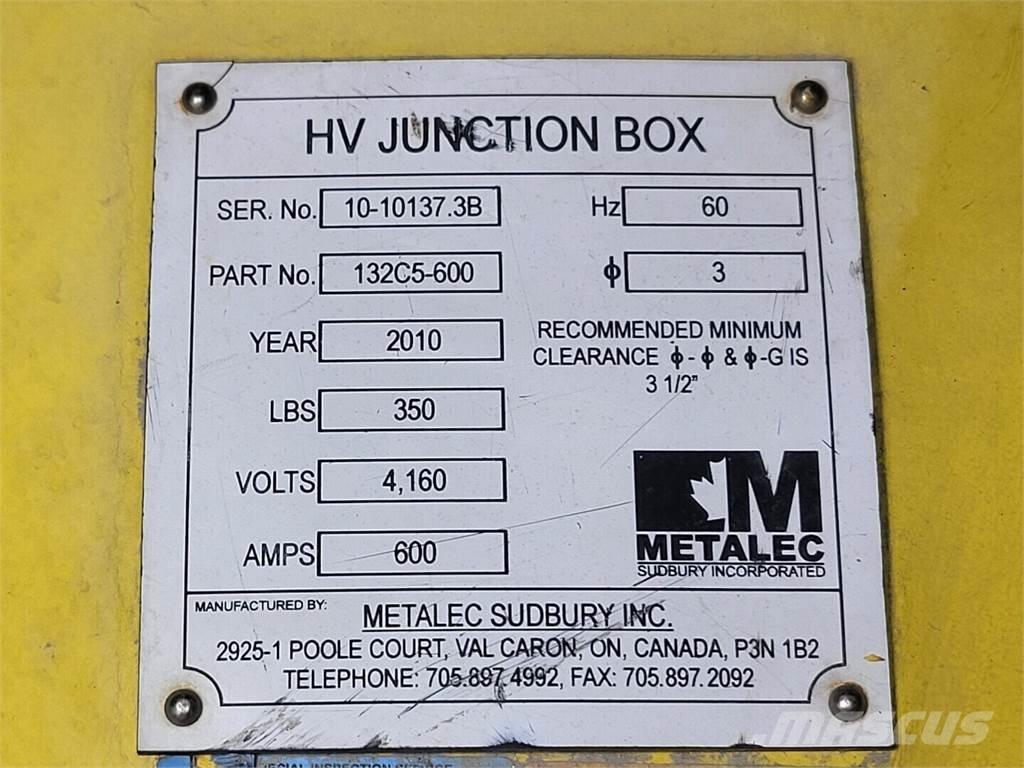 HV JUNCTION BOX
SER. No. 10-10137.3B Hz 60
PART No. 132C5-600 ϕ 3
YEAR 2010
RECOMMENDED MINIMUM
CLEARANCE ϕ-ϕ & ϕ-G IS
3 1/2"
LBS 350
VOLTS 4,160
AMPS 600
M
METALEC
SUDBURY INCORPORATED
MANUFACTURED BY: METALEC SUDBURY INC.
2925-1 POOLE COURT, VAL CARON, ON, CANADA, P3N 1B2
TELEPHONE: 705.897.4992, FAX: 705.897.2092
MASCUS
SPECIAL INSPECTION SERVICE